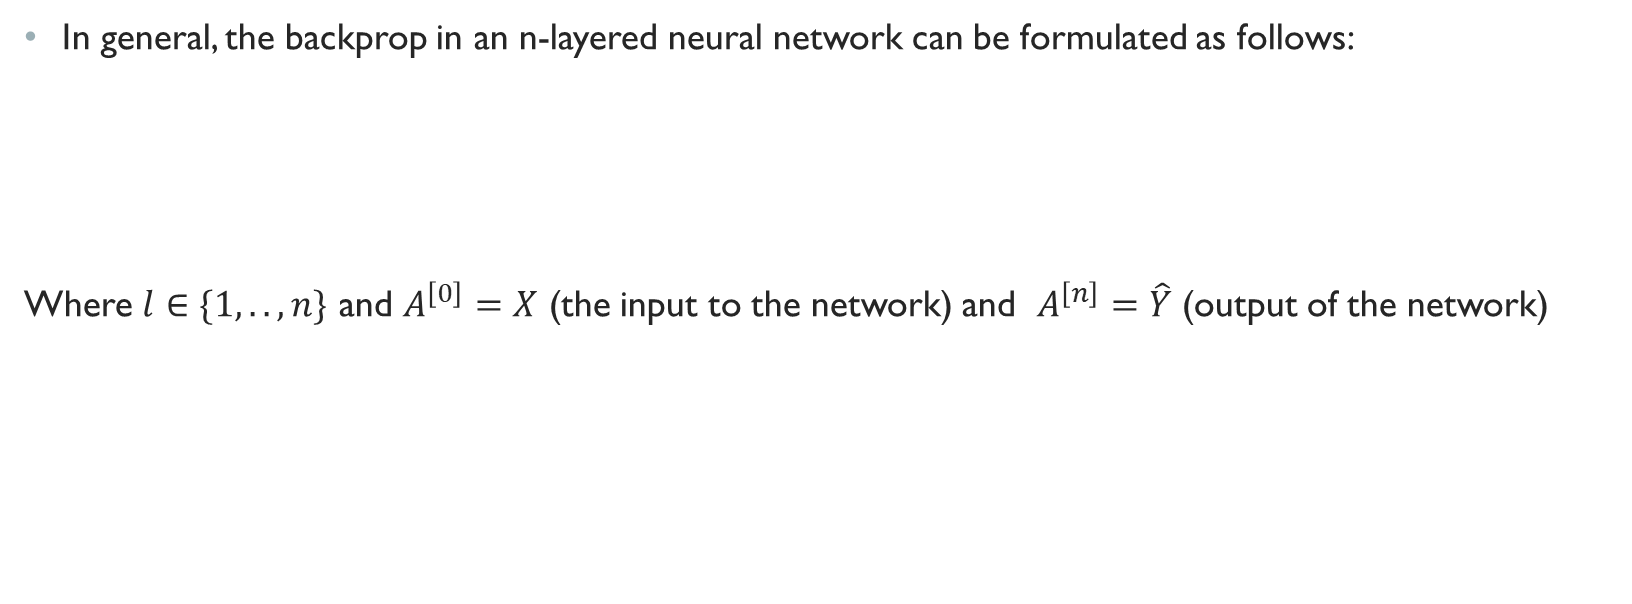 • In general, the backprop in an n-layered neural network can be formulated as follows:
Where l ∈ {1,..,n} and A^[0] = X (the input to the network) and A^[n] = Ŷ (output of the network)